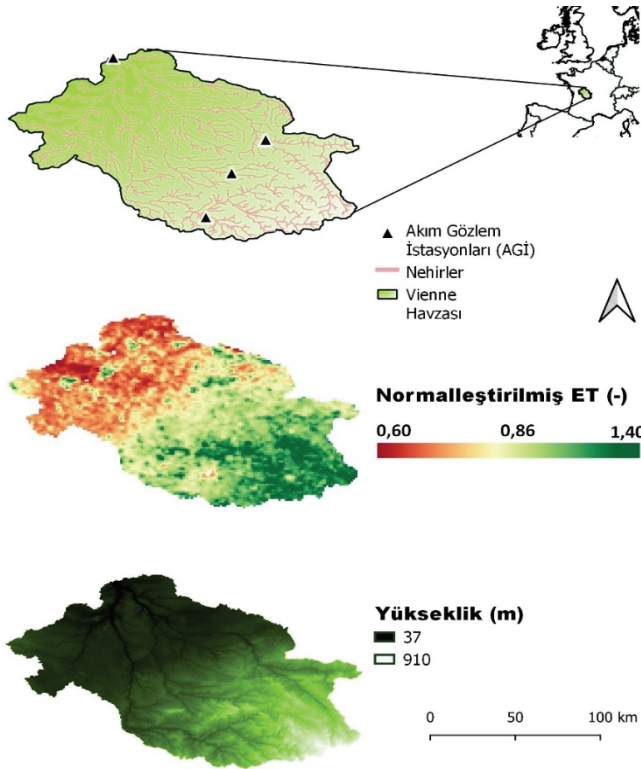 Akım Gözlem
İstasyonları (AGİ)
Nehirler
Vienne
Havzası
Normalleştirilmiş ET (-)
0,60 0,86 1,40
Yükseklik (m)
37
910
0 50 100 km